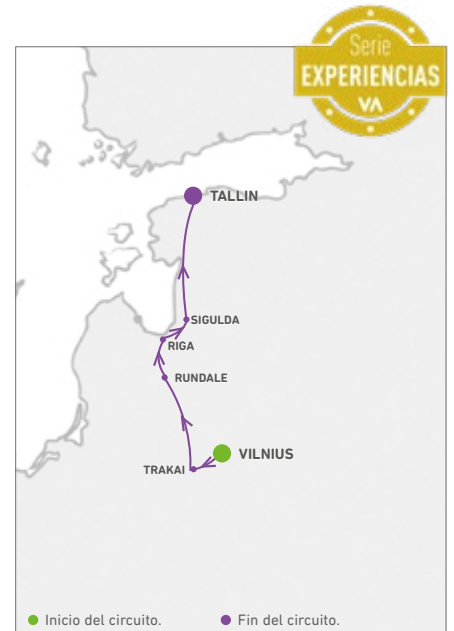 Serie
EXPERIENCIAS
VA
TALLIN
SIGULDA
RIGA
RUNDALE
VILNIUS
TRAKAI
Inicio del circuito.
Fin del circuito.